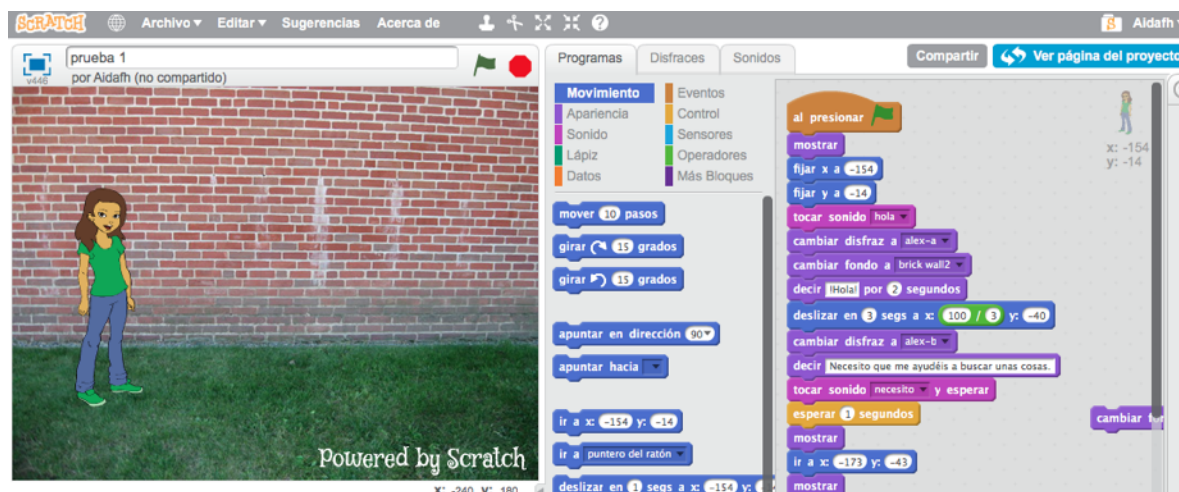 SCRATCH Archivo Editar Sugerencias Acerca de Aidafh
prueba 1
por Aidafh (no compartido)
v446
Powered by Scratch
X: -240 Y: 180
Programas Disfraces Sonidos
Compartir Ver página del proyecto
Movimiento Eventos
Apariencia Control
Sonido Sensores
Lápiz Operadores
Datos Más Bloques
mover 10 pasos
girar 15 grados
girar 15 grados
apuntar en dirección 90
apuntar hacia
ir a x: -154 y: -14
ir a puntero del ratón
deslizar en 1 segs a x: -154 y:
al presionar
mostrar
fijar x a -154
fijar y a -14
tocar sonido hola
cambiar disfraz a alex-a
cambiar fondo a brick wall2
decir !Hola! por 2 segundos
deslizar en 3 segs a x: 100 / 3 y: -40
cambiar disfraz a alex-b
decir Necesito que me ayudéis a buscar unas cosas.
tocar sonido necesito y esperar
esperar 1 segundos
mostrar
ir a x: -173 y: -43
mostrar
x: -154
y: -14
cambiar